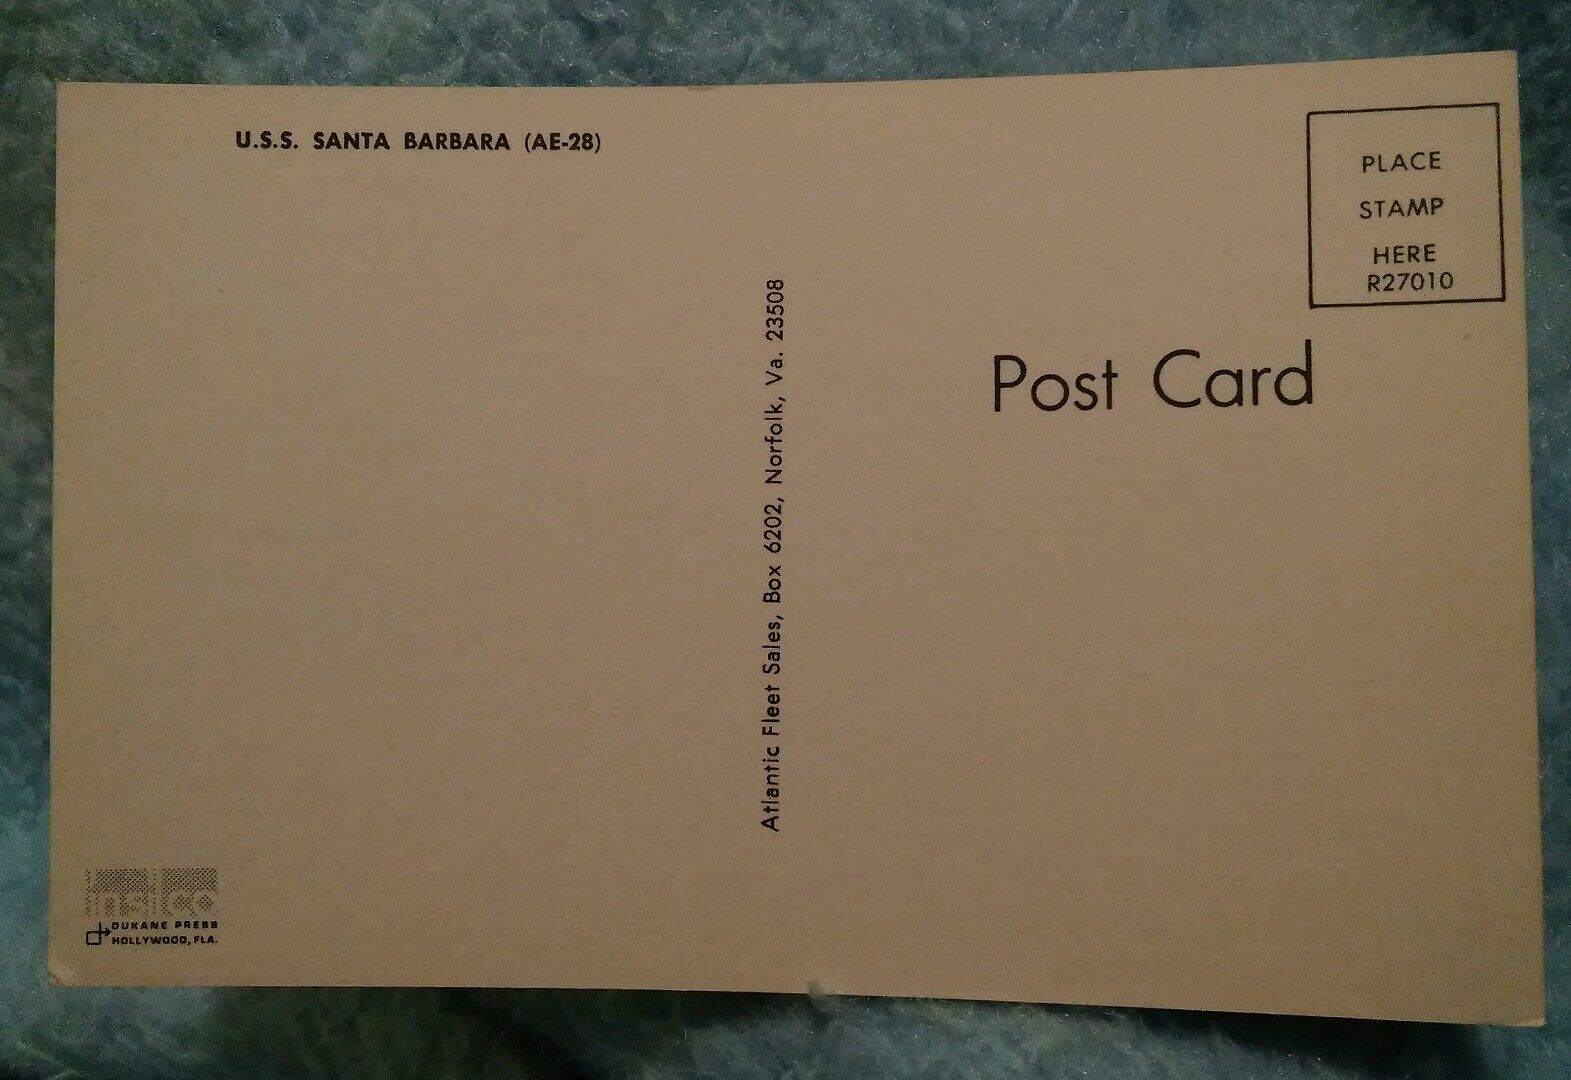 U.S.S. SANTA BARBARA (AE-28)
PLACE
STAMP
HERE
R27010
Post Card
Atlantic Fleet Sales, Box 6202, Norfolk, Va. 23508
DUKANE PRESS
HOLLYWOOD, FLA.